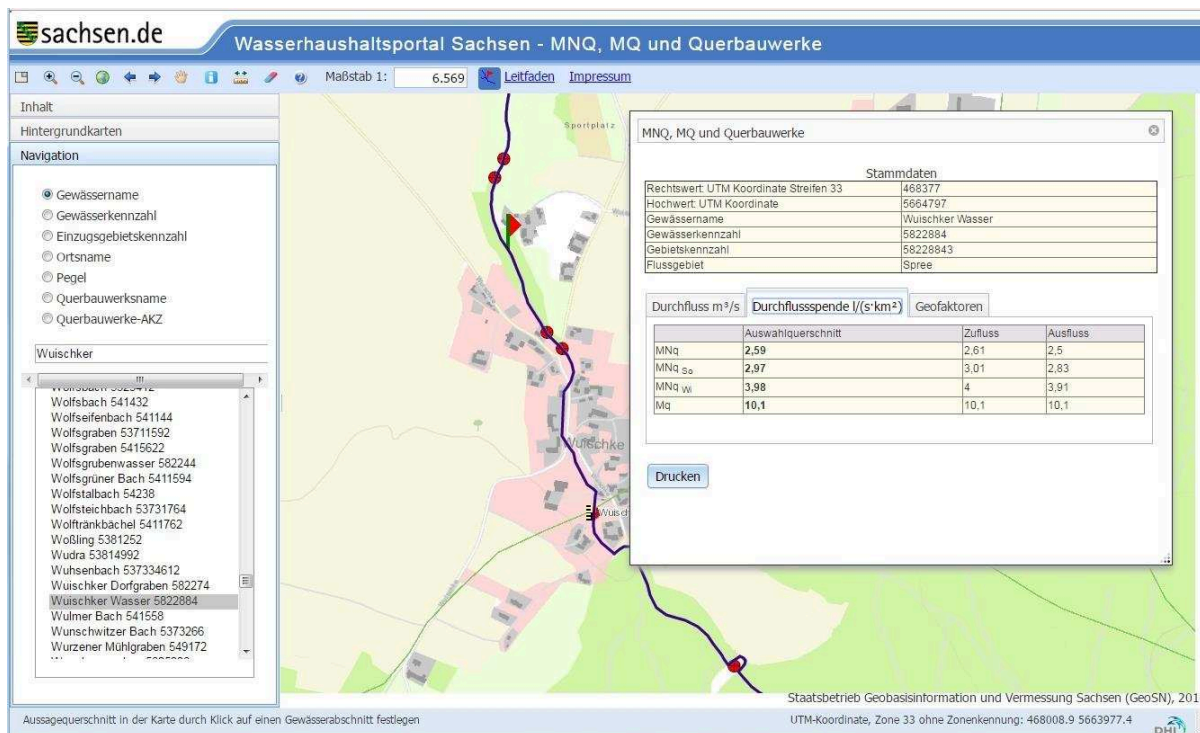 sachsen.de
Wasserhaushaltsportal Sachsen - MNQ, MQ und Querbauwerke
Maßstab 1: 6.569 Leitfaden Impressum
Inhalt
Hintergrundkarten
Navigation
Gewässername
Gewässerkennzahl
Einzugsgebietskennzahl
Ortsname
Pegel
Querbauwerksname
Querbauwerke-AKZ
Wuischker
Wolfsbach 541432
Wolfseifenbach 541144
Wolfsgraben 53711592
Wolfsgraben 5415622
Wolfsgrubenwasser 582244
Wolfsgrüner Bach 5411594
Wolfstalbach 54238
Wolfsteichbach 53731764
Wolftränkbächel 5411762
Woßling 5381252
Wudra 53814992
Wuhsenbach 537334612
Wuischker Dorfgraben 582274
Wuischker Wasser 5822884
Wulmer Bach 541558
Wunschwitzer Bach 5373266
Wurzener Mühlgraben 549172
Sportplatz
Wuischke
MNQ, MQ und Querbauwerke
Stammdaten
Rechtswert: UTM Koordinate Streifen 33 468377
Hochwert: UTM Koordinate 5664797
Gewässername Wuischker Wasser
Gewässerkennzahl 5822884
Gebietskennzahl 58228843
Flussgebiet Spree
Durchfluss m³/s Durchflussspende l/(s·km²) Geofaktoren
Auswahlquerschnitt Zufluss Ausfluss
MNq 2,59 2,61 2,5
MNq So 2,97 3,01 2,83
MNq Wi 3,98 4 3,91
Mq 10,1 10,1 10,1
Drucken
Staatsbetrieb Geobasisinformation und Vermessung Sachsen (GeoSN), 201
Aussagequerschnitt in der Karte durch Klick auf einen Gewässerabschnitt festlegen
UTM-Koordinate, Zone 33 ohne Zonenkennung: 468008.9 5663977.4
DHI